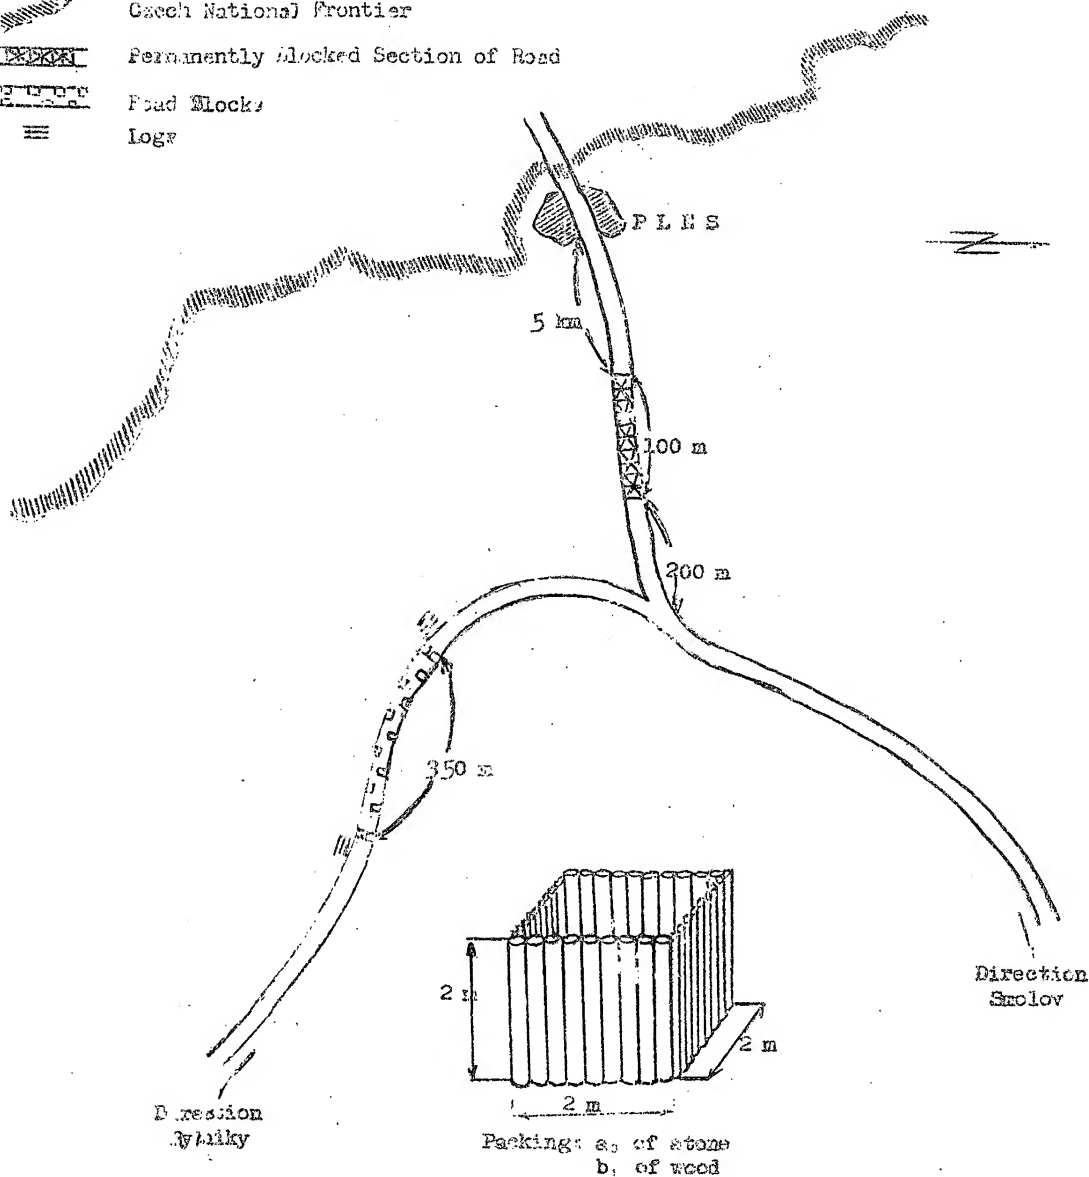 Czech National Frontier
Permanently Blocked Section of Road
Road Blocks
Logs
PLES
5 km
100 m
200 m
350 m
2 m
2 m
2 m
Direction
Smolov
Direction
Packing: a. of stone
b. of wood